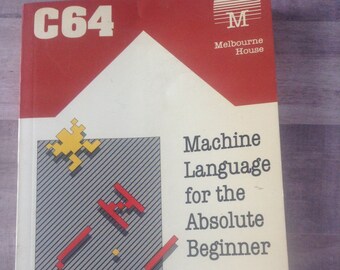 C64
M
Melbourne
House
Machine
Language
for the
Absolute
Beginner